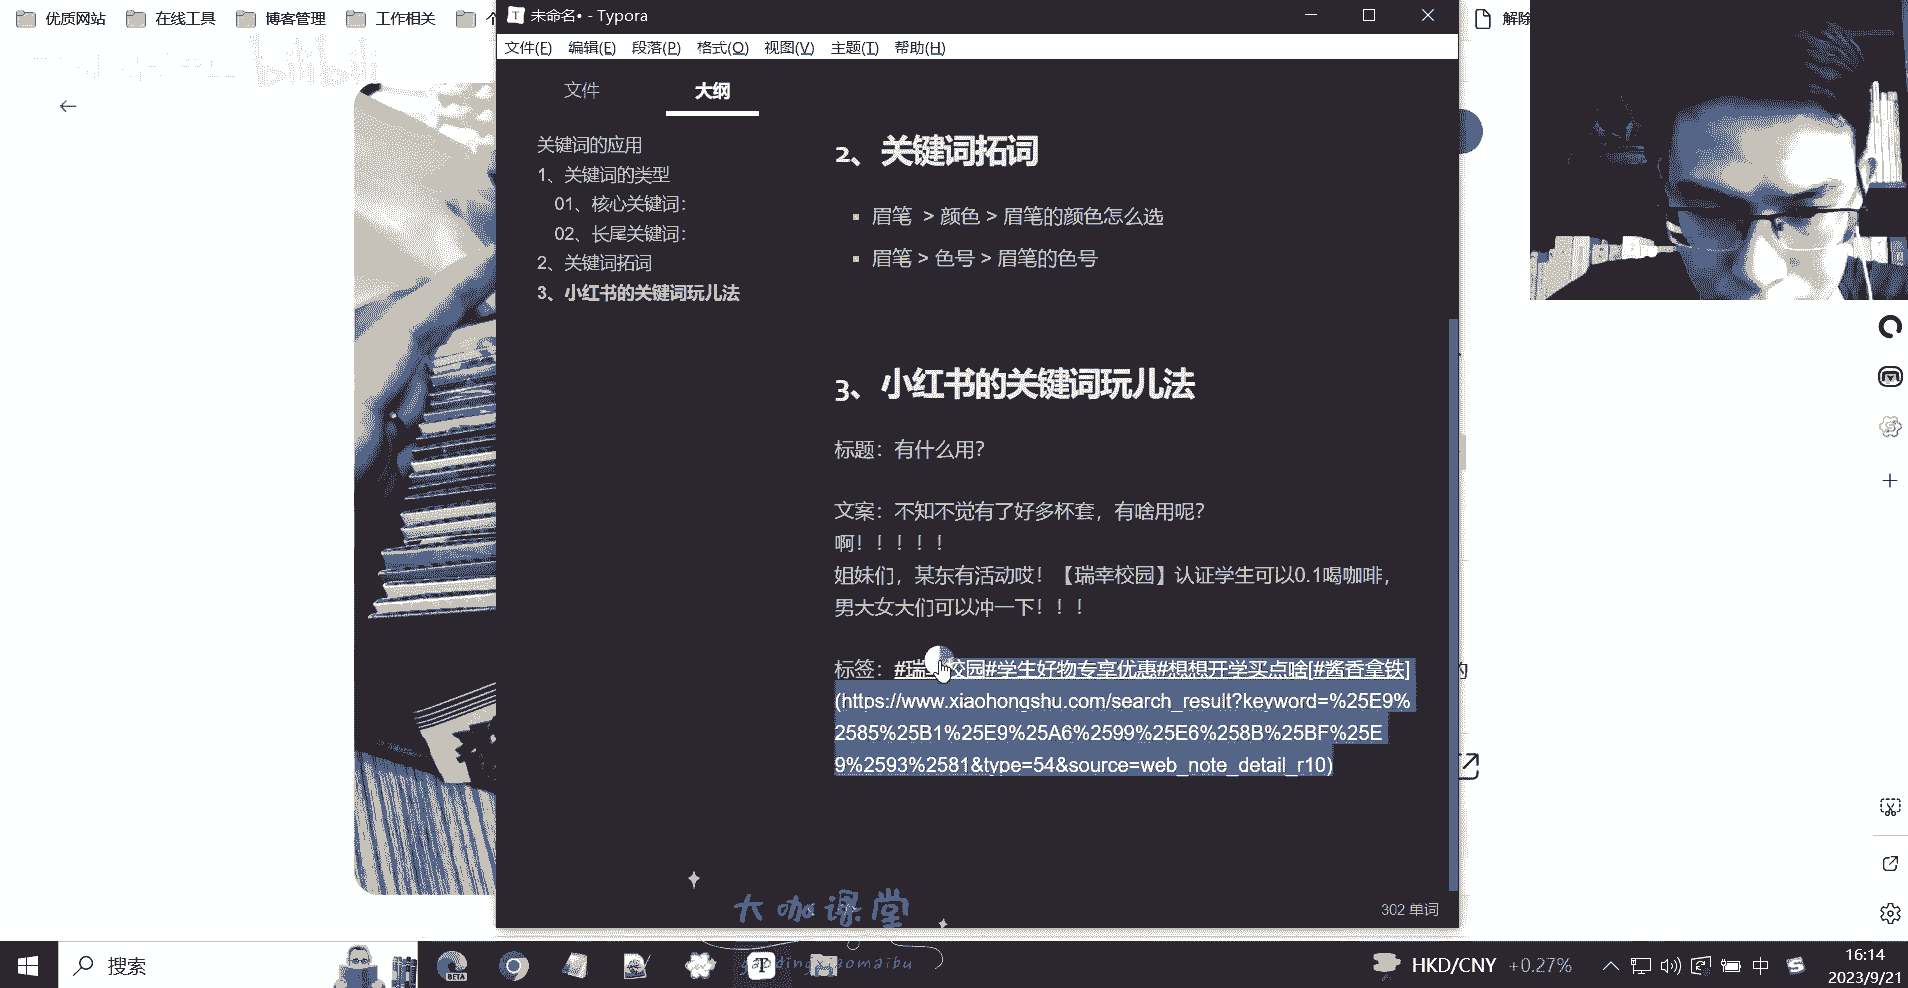 优质网站
在线工具
博客管理
工作相关
未命名• - Typora
解除
文件(F) 编辑(E) 段落(P) 格式(O) 视图(V) 主题(T) 帮助(H)
文件
大纲
关键词的应用
1、关键词的类型
01、核心关键词：
02、长尾关键词：
2、关键词拓词
3、小红书的关键词玩儿法
2、关键词拓词
眉笔 > 颜色 > 眉笔的颜色怎么选
眉笔 > 色号 > 眉笔的色号
3、小红书的关键词玩儿法
标题：有什么用？
文案：不知不觉有了好多杯套，有啥用呢？
啊！！！！！
姐妹们，某东有活动哎！【瑞幸校园】认证学生可以0.1喝咖啡，
男大女大们可以冲一下！！！
标签：#瑞 校园#学生好物专享优惠#想想开学买点啥[#酱香拿铁]
(https://www.xiaohongshu.com/search_result?keyword=%25E9%
2585%25B1%25E9%25A6%2599%25E6%258B%25BF%25E
9%2593%2581&type=54&source=web_note_detail_r10)
的
大咖课堂
302 单词
搜索
BETA
HKD/CNY +0.27%
中
16:14
2023/9/21